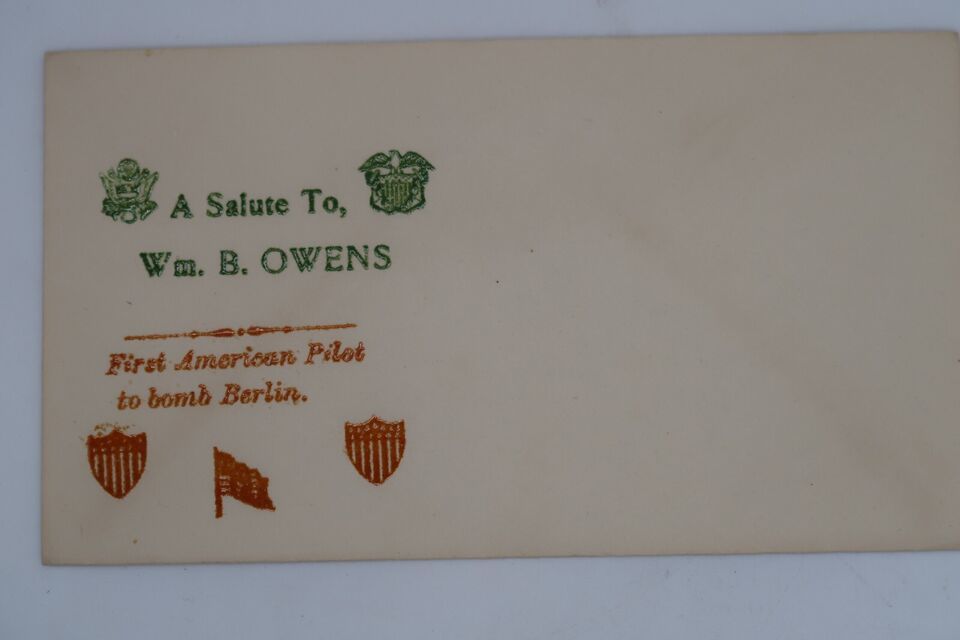 A Salute To,
Wm. B. OWENS
First American Pilot
to bomb Berlin.